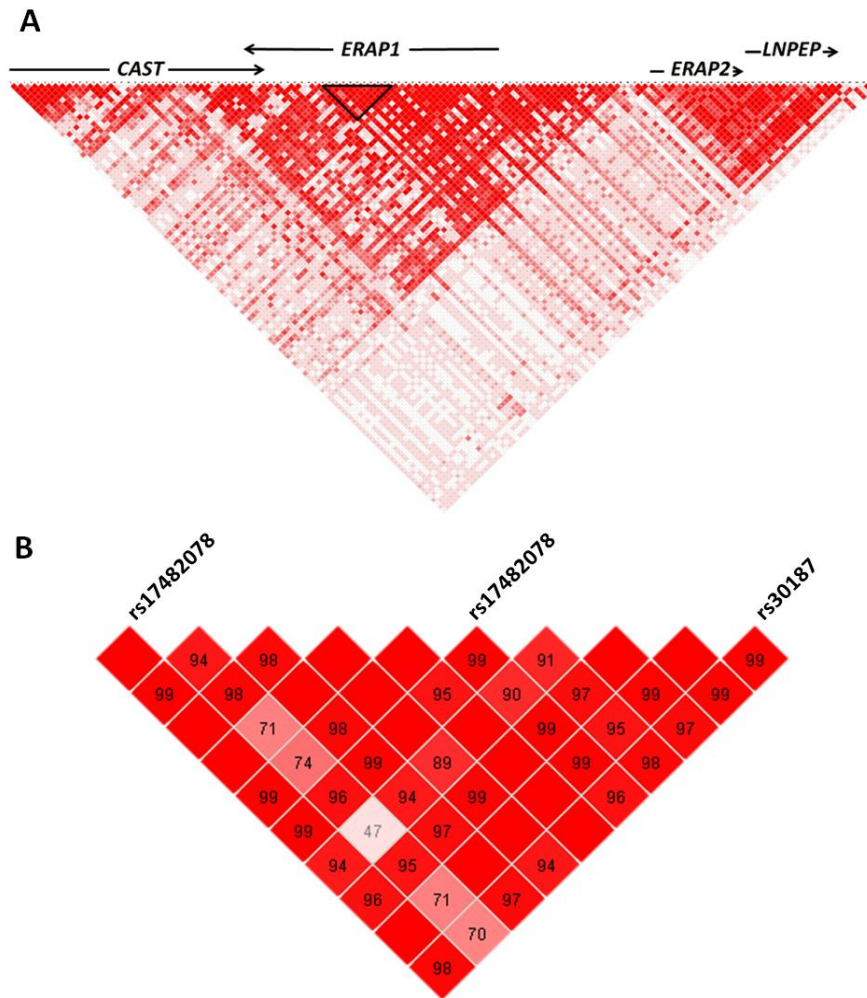 A
ERAP1
LNPEP
CAST
ERAP2
B
rs17482078 rs17482078 rs30187
94 98 99 91 99
99 98 95 90 97 99 99
71 98 99 95 97
74 99 89 99 98
99 96 94 99 96
99 47 97
94 95 94
96 71 97
70
98